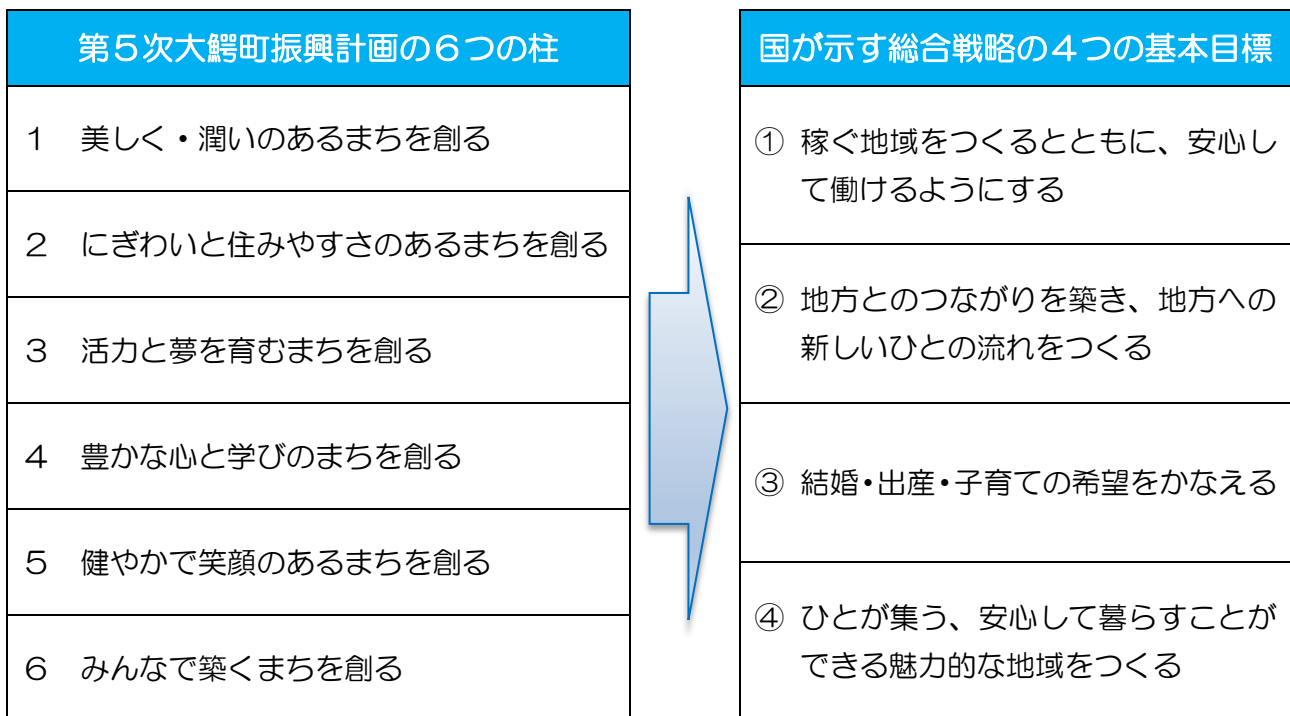 第5次大鰐町振興計画の6つの柱
1　美しく・潤いのあるまちを創る
2　にぎわいと住みやすさのあるまちを創る
3　活力と夢を育むまちを創る
4　豊かな心と学びのまちを創る
5　健やかで笑顔のあるまちを創る
6　みんなで築くまちを創る
国が示す総合戦略の4つの基本目標
① 稼ぐ地域をつくるとともに、安心し
て働けるようにする
② 地方とのつながりを築き、地方への
新しいひとの流れをつくる
③ 結婚・出産・子育ての希望をかなえる
④ ひとが集う、安心して暮らすことが
できる魅力的な地域をつくる